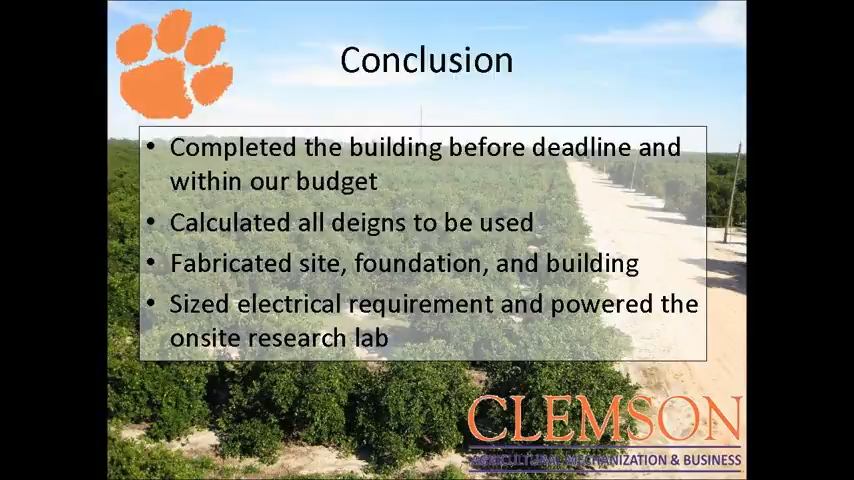 Conclusion
• Completed the building before deadline and
within our budget
• Calculated all deigns to be used
• Fabricated site, foundation, and building
• Sized electrical requirement and powered the
onsite research lab
CLEMSON
AGRICULTURAL MECHANIZATION & BUSINESS